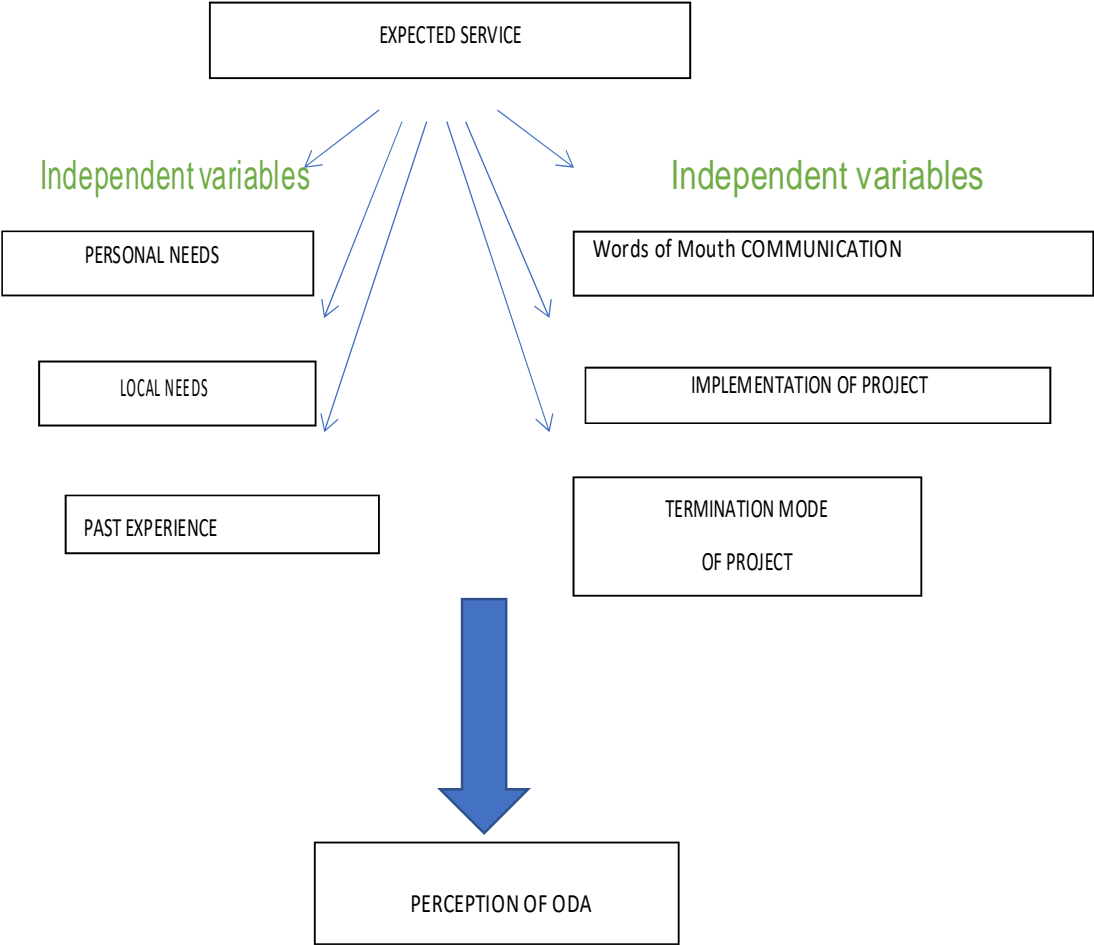 EXPECTED SERVICE
Independent variables
Independent variables
PERSONAL NEEDS
Words of Mouth COMMUNICATION
LOCAL NEEDS
IMPLEMENTATION OF PROJECT
PAST EXPERIENCE
TERMINATION MODE
OF PROJECT
PERCEPTION OF ODA